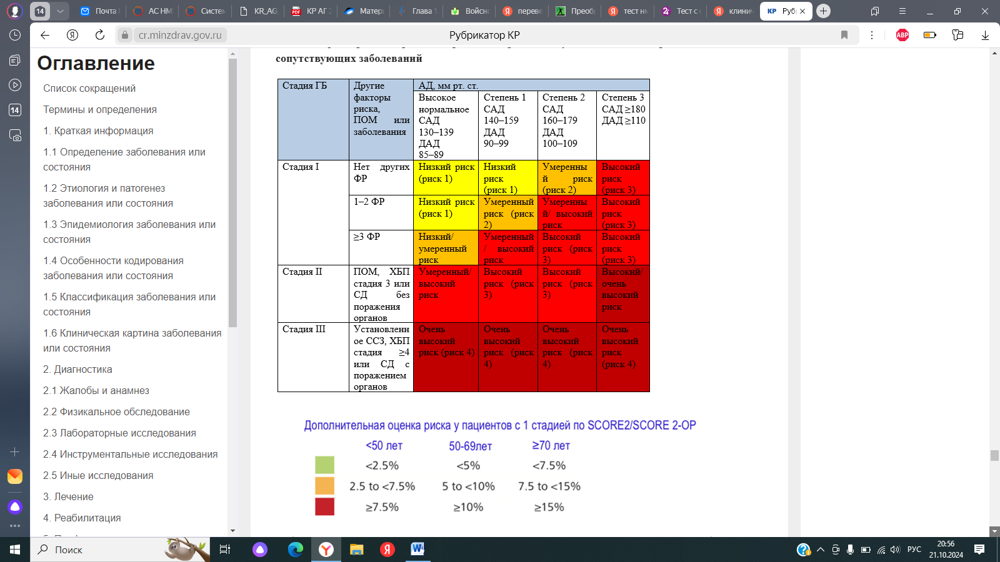 14
Почта
АС НМ
Систем
KR_AG_
КР АГ 2
Матери
Глава 1
Войсно
переве
Преобр
тест нм
Тест с о
клинич
КР Рубр
cr.minzdrav.gov.ru
Рубрикатор КР
ABP
14
Оглавление
Список сокращений
Термины и определения
1. Краткая информация
1.1 Определение заболевания или
состояния
1.2 Этиология и патогенез
заболевания или состояния
1.3 Эпидемиология заболевания или
состояния
1.4 Особенности кодирования
заболевания или состояния
1.5 Классификация заболевания или
состояния
1.6 Клиническая картина заболевания
или состояния
2. Диагностика
2.1 Жалобы и анамнез
2.2 Физикальное обследование
2.3 Лабораторные исследования
2.4 Инструментальные исследования
2.5 Иные исследования
3. Лечение
4. Реабилитация
сопутствующих заболеваний
Стадия ГБ
Другие
факторы
риска,
ПОМ или
заболевания
АД, мм рт. ст.
Высокое
нормальное
САД
130–139
ДАД
85–89
Степень 1
САД
140–159
ДАД
90–99
Степень 2
САД
160–179
ДАД
100–109
Степень 3
САД ≥180
ДАД ≥110
Стадия I
Нет других
ФР
Низкий риск
(риск 1)
Низкий
риск
(риск 1)
Умеренны
й риск
(риск 2)
Высокий
риск
(риск 3)
1–2 ФР
Низкий риск
(риск 1)
Умеренный
риск (риск
2)
Умеренны
й/ высокий
риск
Высокий
риск
(риск 3)
≥3 ФР
Низкий/
умеренный
риск
Умеренный
/ высокий
риск
Высокий
риск (риск
3)
Высокий
риск
(риск 3)
Стадия II
ПОМ, ХБП
стадия 3 или
СД без
поражения
органов
Умеренный/
высокий
риск
Высокий
риск (риск
3)
Высокий
риск (риск
3)
Высокий/
очень
высокий
риск
Стадия III
Установленн
ое ССЗ, ХБП
стадия ≥4
или СД с
поражением
органов
Очень
высокий
риск (риск 4)
Очень
высокий
риск (риск
4)
Очень
высокий
риск (риск
4)
Очень
высокий
риск
(риск 4)
Дополнительная оценка риска у пациентов с 1 стадией по SCORE2/SCORE 2-OP
<50 лет 50-69лет ≥70 лет
<2.5% <5% <7.5%
2.5 to <7.5% 5 to <10% 7.5 to <15%
≥7.5% ≥10% ≥15%
Поиск
РУС
20:56
21.10.2024